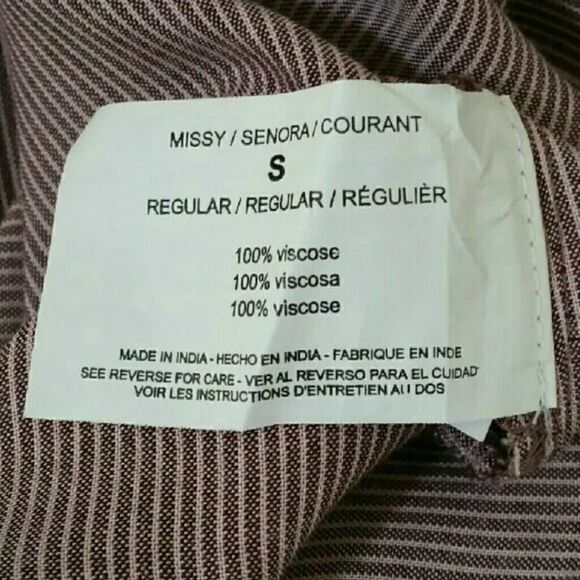 MISSY / SENORA / COURANT
S
REGULAR / REGULAR / RÉGULIÈR
100% viscose
100% viscosa
100% viscose
MADE IN INDIA - HECHO EN INDIA - FABRIQUE EN INDE
SEE REVERSE FOR CARE - VER AL REVERSO PARA EL CUIDAD
VOIR LES INSTRUCTIONS D'ENTRETIEN AU DOS